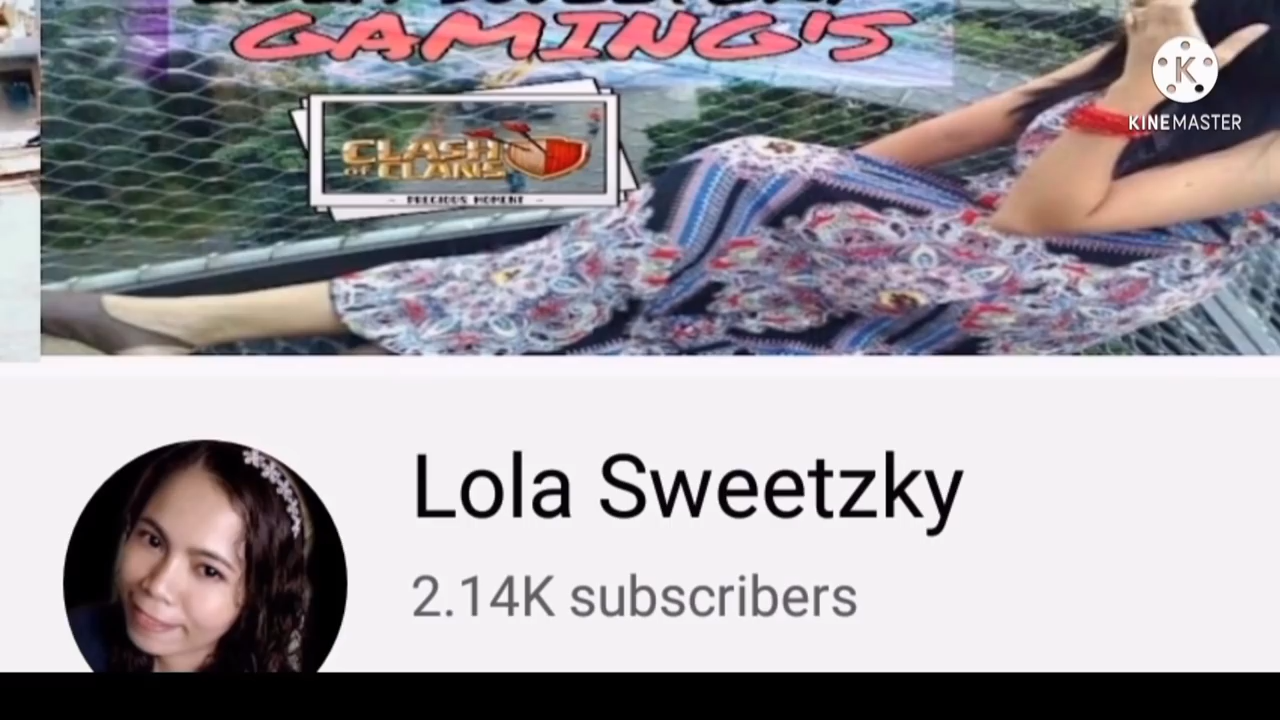 GAMING'S
CLASH
OF CLANS
- PRECIOUS MOMENT -
KINEMASTER
Lola Sweetzky
2.14K subscribers